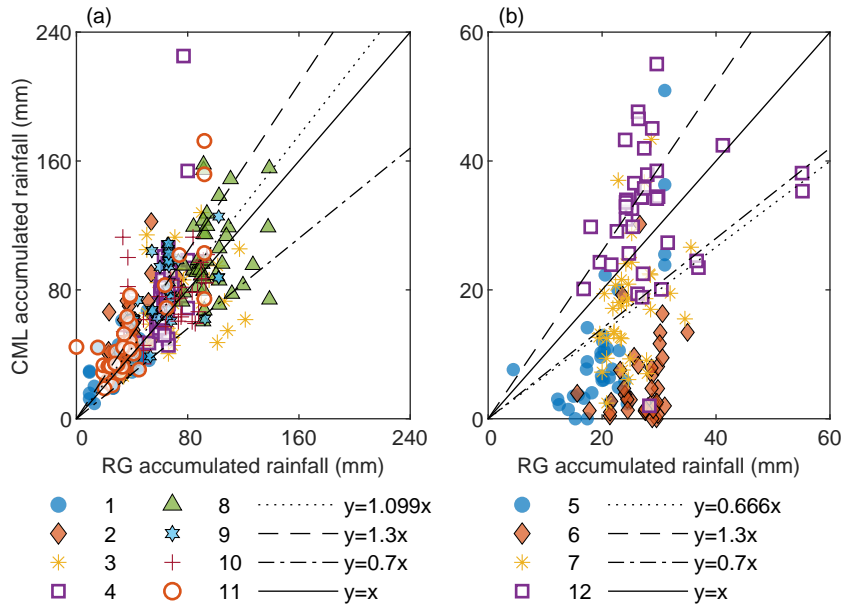 (a)
(b)
CML accumulated rainfall (mm)
240
160
80
0
0
80
160
240
RG accumulated rainfall (mm)
60
40
20
0
0
20
40
60
RG accumulated rainfall (mm)
1
8
y=1.099x
2
9
y=1.3x
3
10
y=0.7x
4
11
y=x
5
y=0.666x
6
y=1.3x
7
y=0.7x
12
y=x